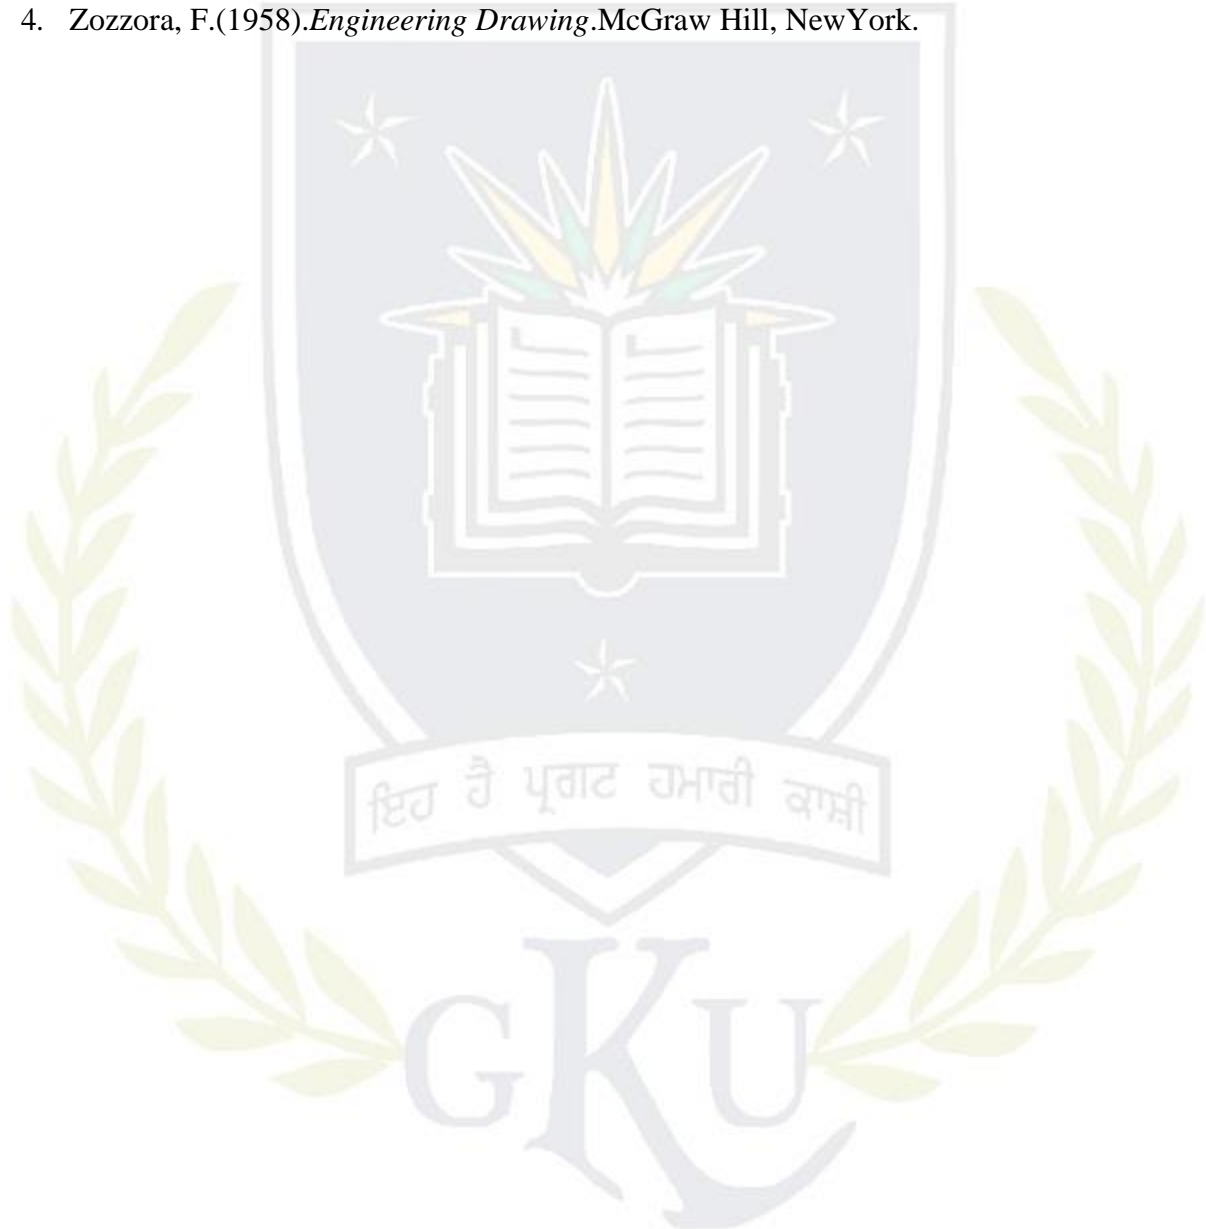 4. Zozzora, F.(1958).Engineering Drawing.McGraw Hill, NewYork.
ਇਹ ਹੈ ਪ੍ਰਗਟ ਹਮਾਰੀ ਕਾਸ਼ੀ
GKU